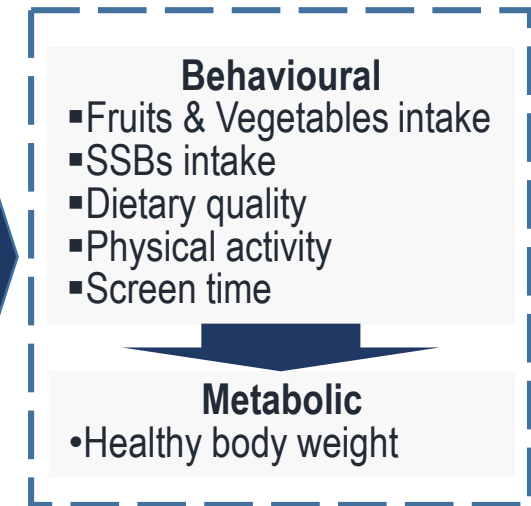 Behavioural
▪Fruits & Vegetables intake
▪SSBs intake
▪Dietary quality
▪Physical activity
▪Screen time
Metabolic
•Healthy body weight